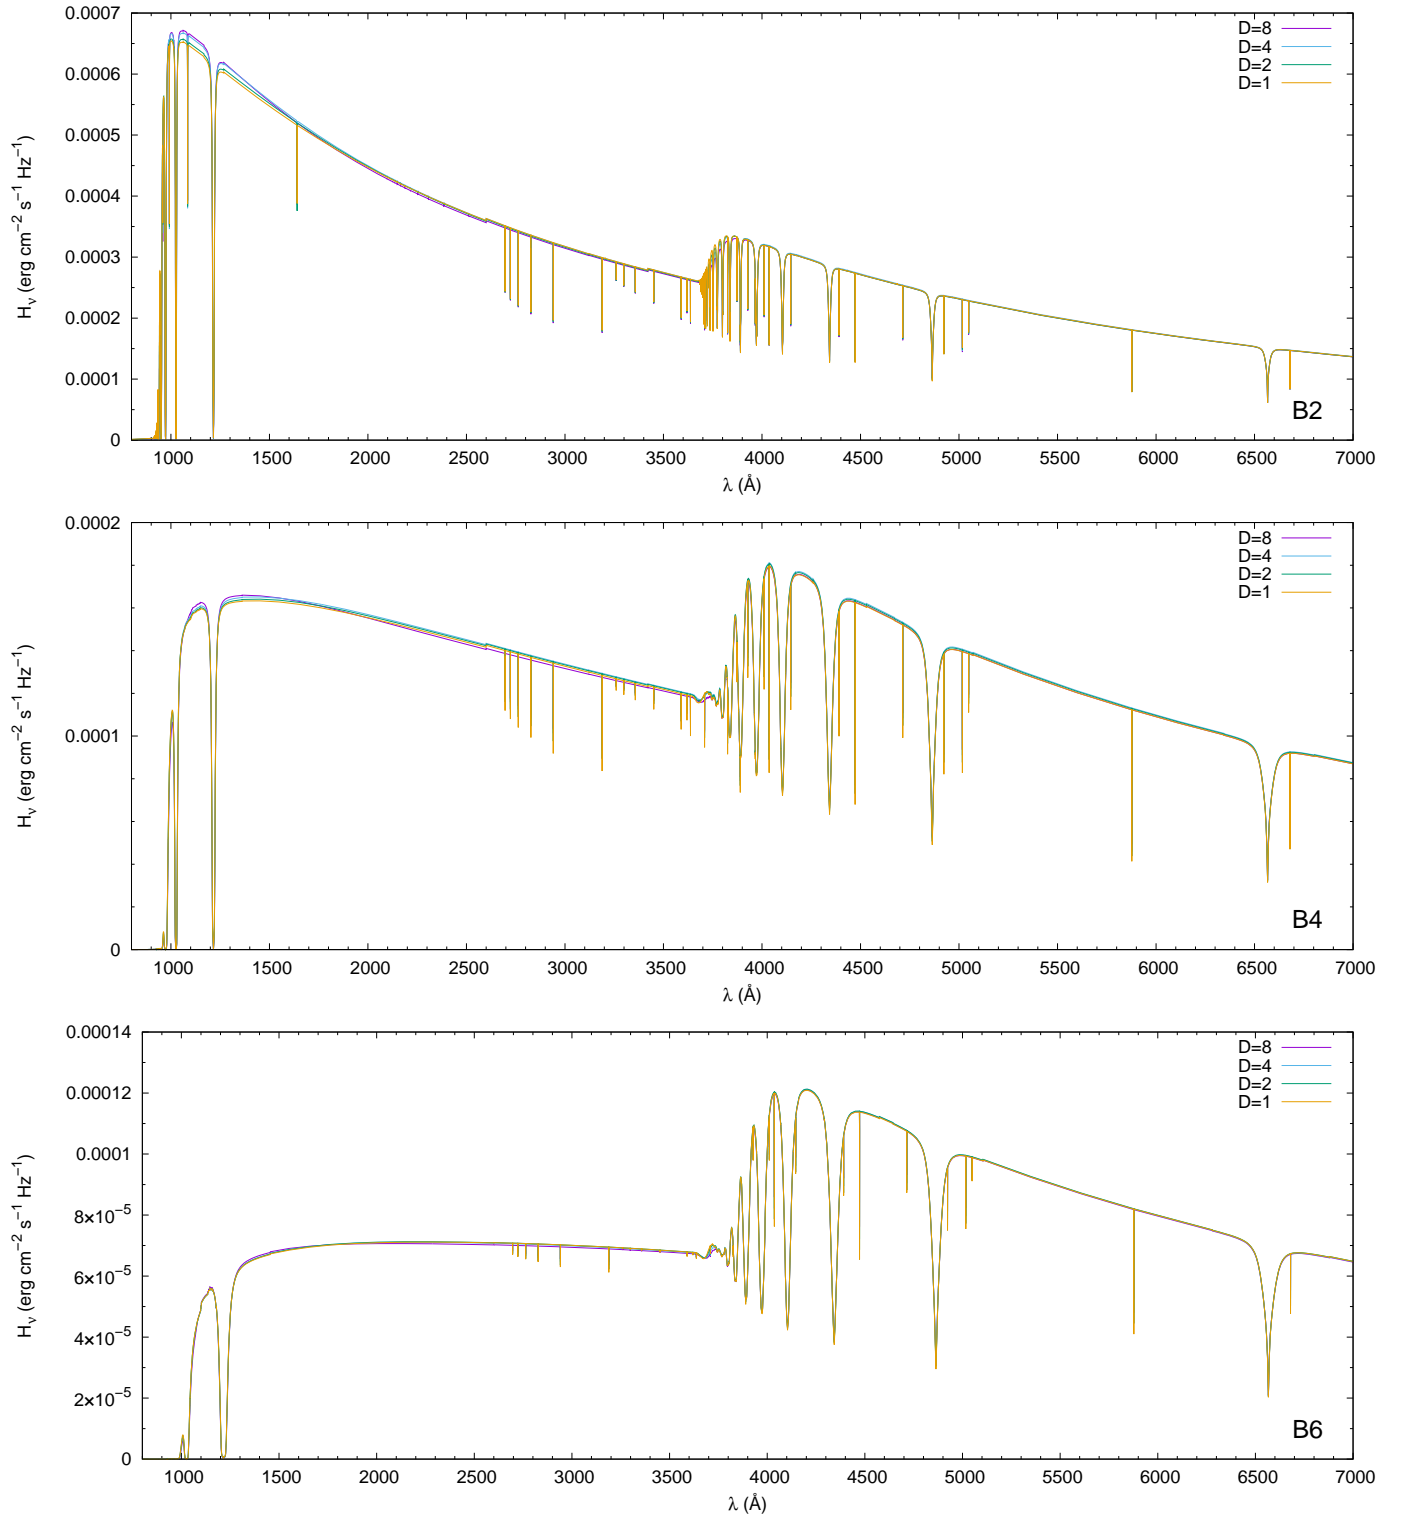 0.0007
0.0006
0.0005
0.0004
0.0003
0.0002
0.0001
0
H_ν (erg cm⁻² s⁻¹ Hz⁻¹)
D=8
D=4
D=2
D=1
B2
1000 1500 2000 2500 3000 3500 4000 4500 5000 5500 6000 6500 7000
λ (Å)
0.0002
0.0001
0
H_ν (erg cm⁻² s⁻¹ Hz⁻¹)
D=8
D=4
D=2
D=1
B4
1000 1500 2000 2500 3000 3500 4000 4500 5000 5500 6000 6500 7000
λ (Å)
0.00014
0.00012
0.0001
8×10⁻⁵
6×10⁻⁵
4×10⁻⁵
2×10⁻⁵
0
H_ν (erg cm⁻² s⁻¹ Hz⁻¹)
D=8
D=4
D=2
D=1
B6
1000 1500 2000 2500 3000 3500 4000 4500 5000 5500 6000 6500 7000
λ (Å)